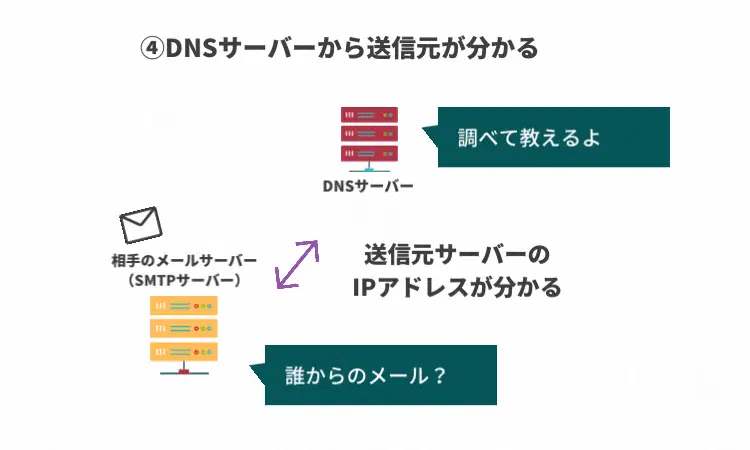 ④DNSサーバーから送信元が分かる
調べて教えるよ
DNSサーバー
相手のメールサーバー
（SMTPサーバー）
送信元サーバーの
IPアドレスが分かる
誰からのメール？